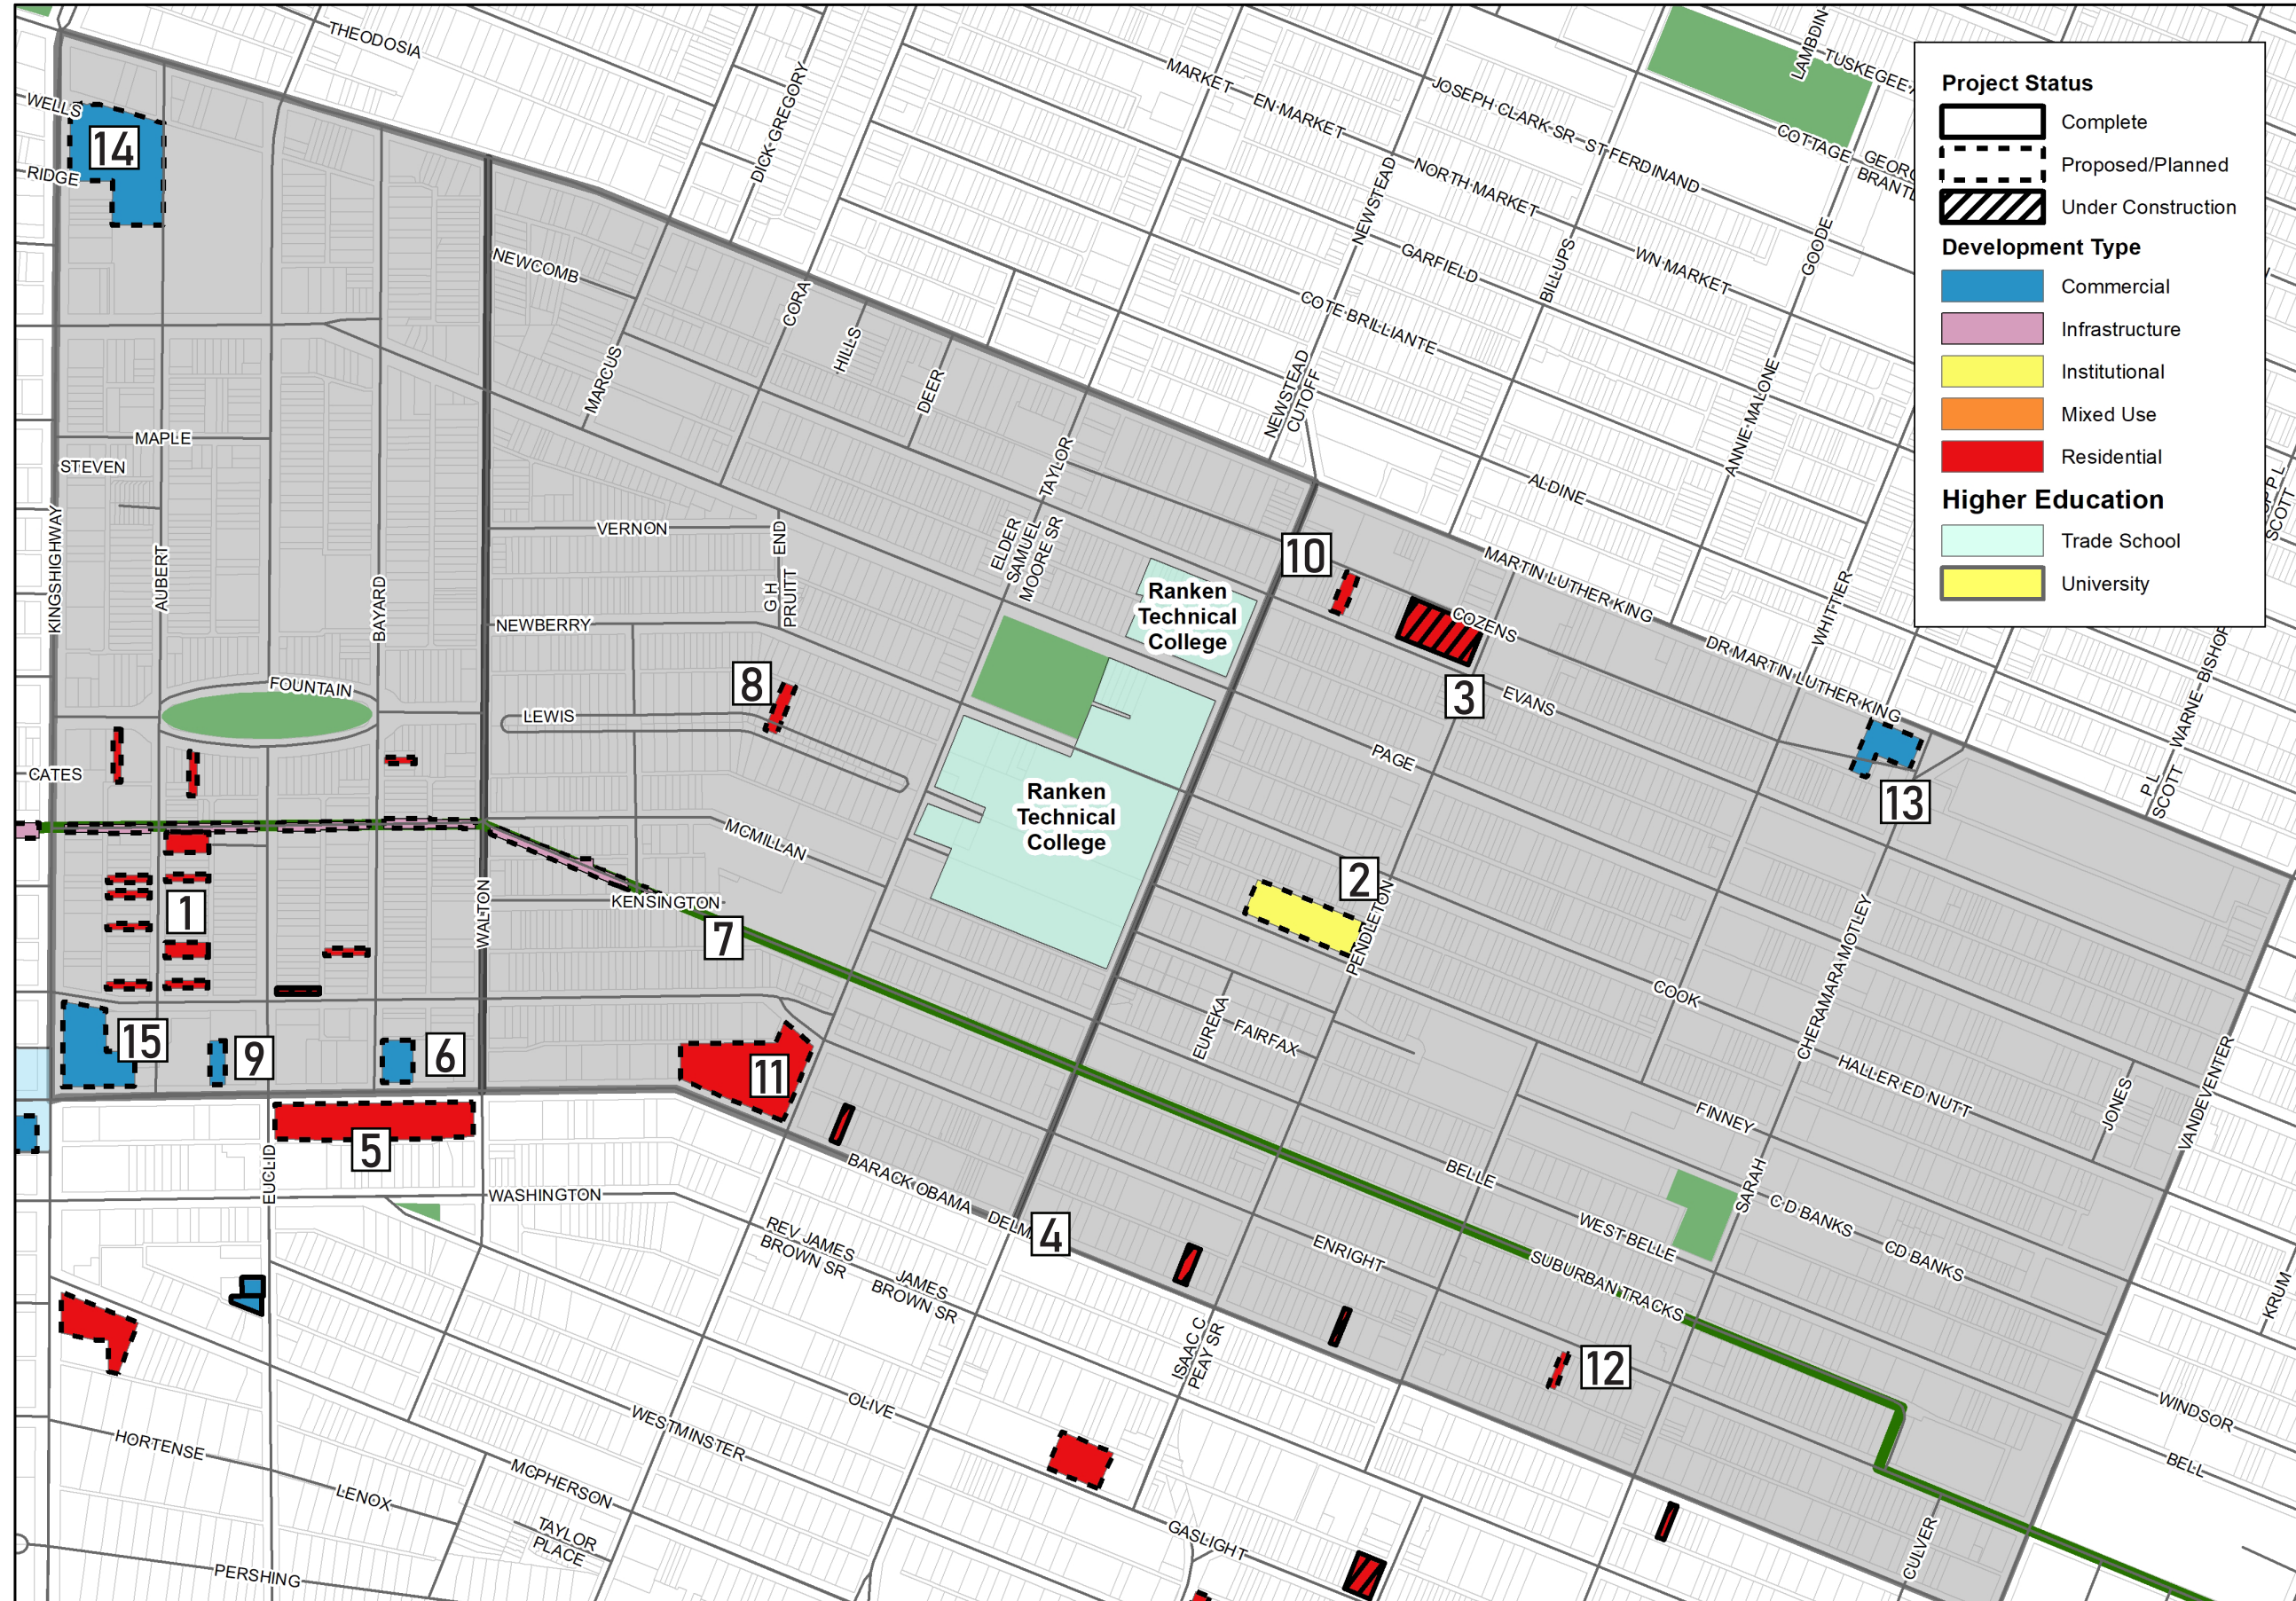 THEODOSIA
WELLS
14
RIDGE
DICK GREGORY
MARKET
EN MARKET
JOSEPH CLARK SR
ST FERDINAND
NORTH MARKET
NEWSTEAD
GARFIELD
WN MARKET
BILLUPS
COTE BRILLIANTE
LAMBDIN
TUSKEGEE
COTTAGE
GEORG
BRANTL
GOODE
Project Status
Complete
Proposed/Planned
Under Construction
Development Type
Commercial
Infrastructure
Institutional
Mixed Use
Residential
Higher Education
Trade School
University
NEWCOMB
CORA
HILLS
MARCUS
DEER
NEWSTEAD
CUTOFF
ANNIE MALONE
ALDINE
MAPLE
STEVEN
TAYLOR
SCOTT
KINGSHIGHWAY
AUBERT
BAYARD
VERNON
END
G H
PRUITT
ELDER
SAMUEL
MOORE SR
10
MARTIN LUTHER KING
WHITTIER
Ranken
Technical
College
COZENS
NEWBERRY
DR MARTIN LUTHER KING
WARNE
BISHOP
3
EVANS
8
FOUNTAIN
LEWIS
PAGE
CATES
13
P L
SCOTT
Ranken
Technical
College
MCMILLAN
KENSINGTON
2
PENDLETON
1
WALTON
7
CHERAMARA MOTLEY
COOK
15
9
6
EUREKA
FAIRFAX
11
HALLER ED NUTT
JONES
VANDEVENTER
FINNEY
5
EUCLID
WASHINGTON
BARACK OBAMA
DELM
4
BELLE
SARAH
C D BANKS
CD BANKS
WEST BELLE
ENRIGHT
SUBURBAN TRACKS
REV JAMES
BROWN SR
JAMES
BROWN SR
KRUM
ISAAC C
PEAY SR
12
OLIVE
WINDSOR
BELL
WESTMINSTER
HORTENSE
MCPHERSON
LENOX
TAYLOR
PLACE
GASLIGHT
CULVER
PERSHING